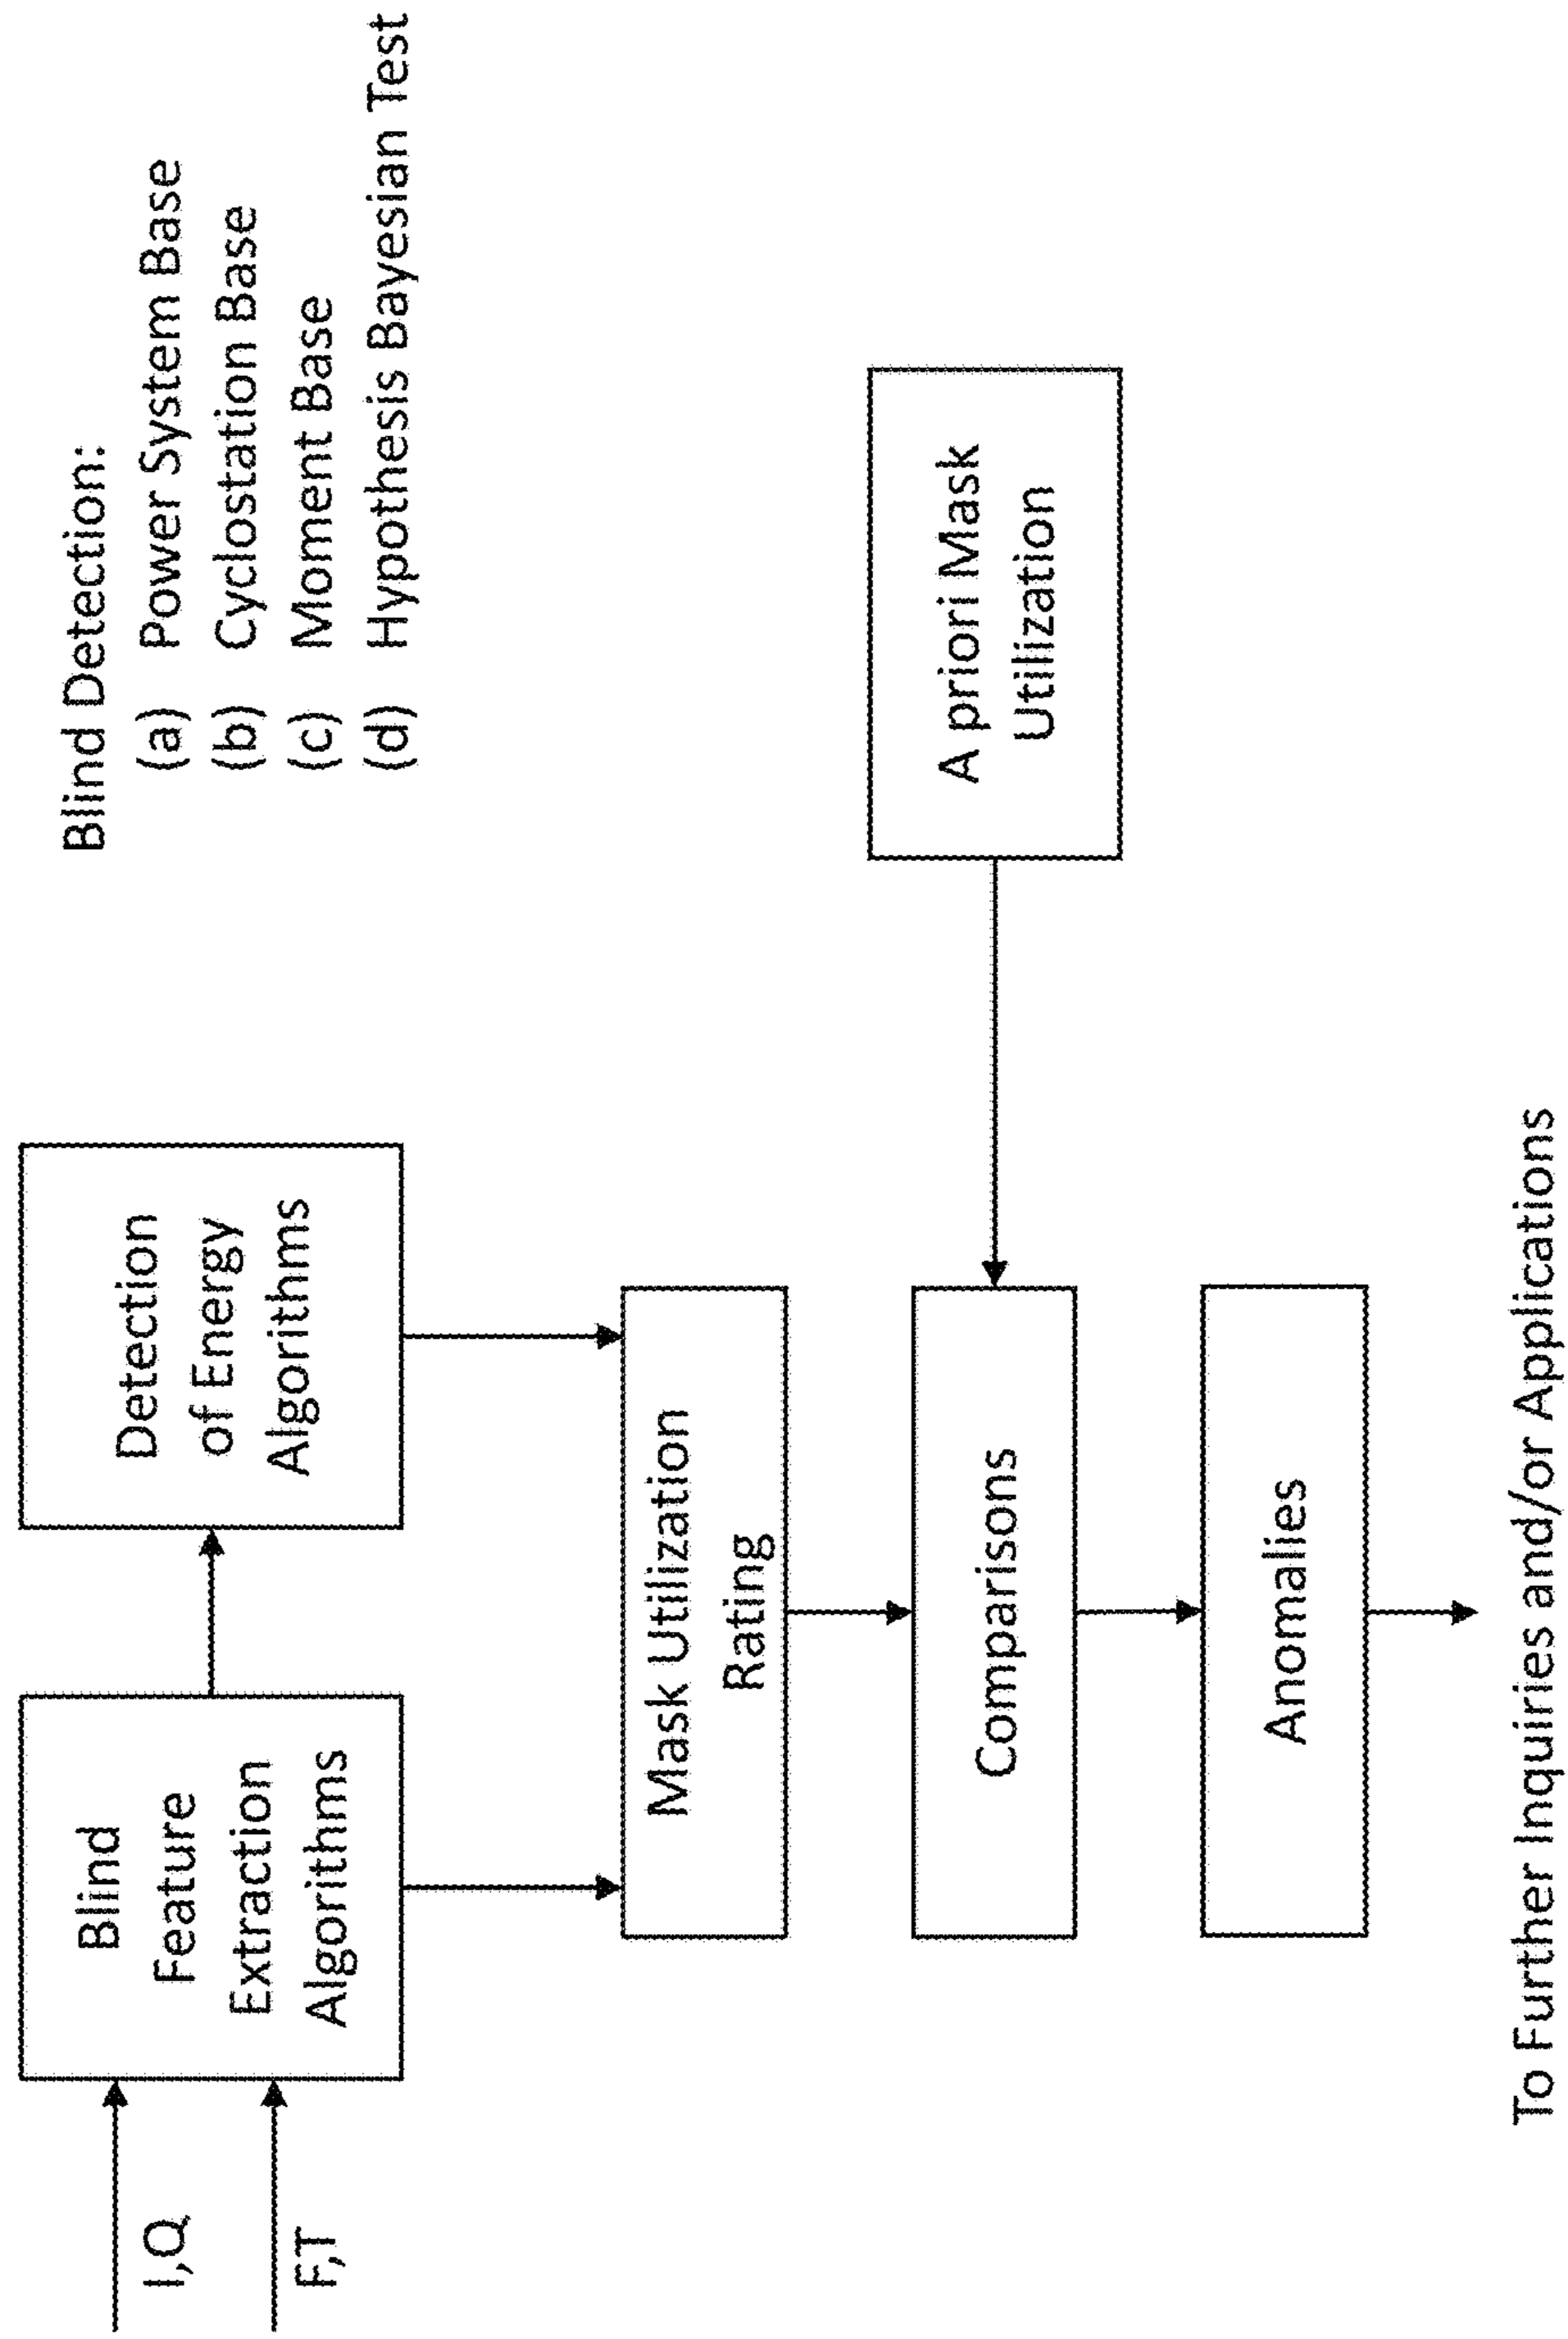 Blind Detection:
(a) Power System Base
(b) Cyclostation Base
(c) Moment Base
(d) Hypothesis Bayesian Test
I,Q
F,T
Blind
Feature
Extraction
Algorithms
Detection
of Energy
Algorithms
Mask Utilization
Rating
A priori Mask
Utilization
Comparisons
Anomalies
To Further Inquiries and/or Applications